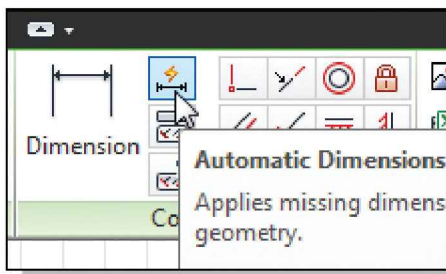 Dimension
Co
Automatic Dimensions
Applies missing dimens
geometry.